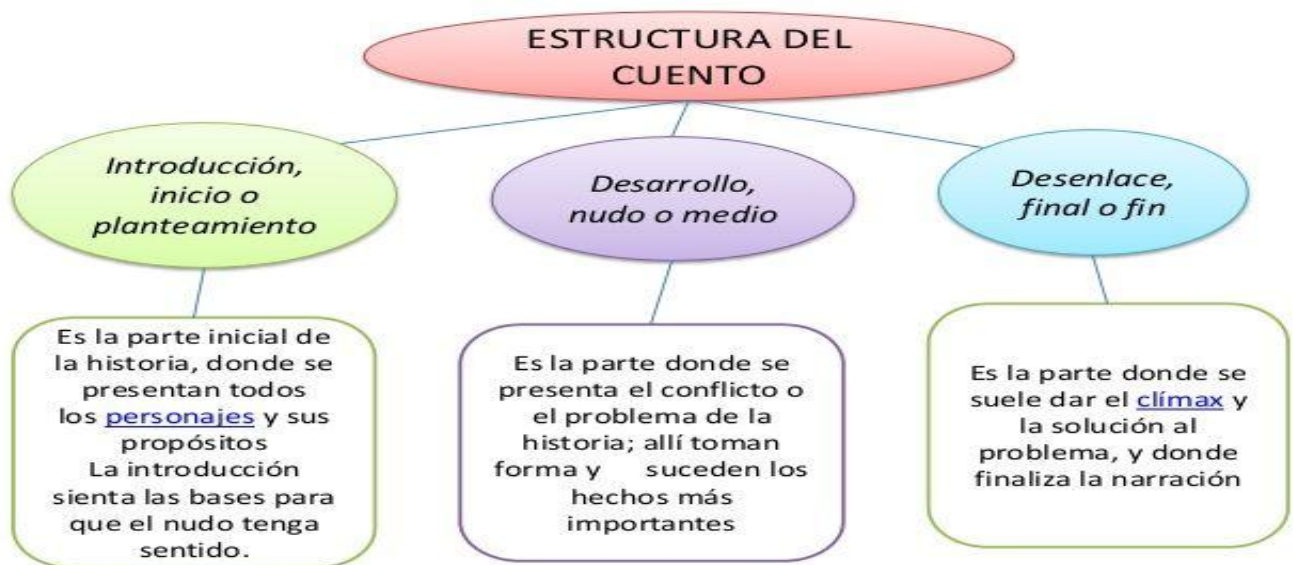 ESTRUCTURA DEL
CUENTO
Introducción,
inicio o
planteamiento
Desarrollo,
nudo o medio
Desenlace,
final o fin
Es la parte inicial de
la historia, donde se
presentan todos
los personajes y sus
propósitos
La introducción
sienta las bases para
que el nudo tenga
sentido.
Es la parte donde se
presenta el conflicto o
el problema de la
historia; allí toman
forma y suceden los
hechos más
importantes
Es la parte donde se
suele dar el clímax y
la solución al
problema, y donde
finaliza la narración